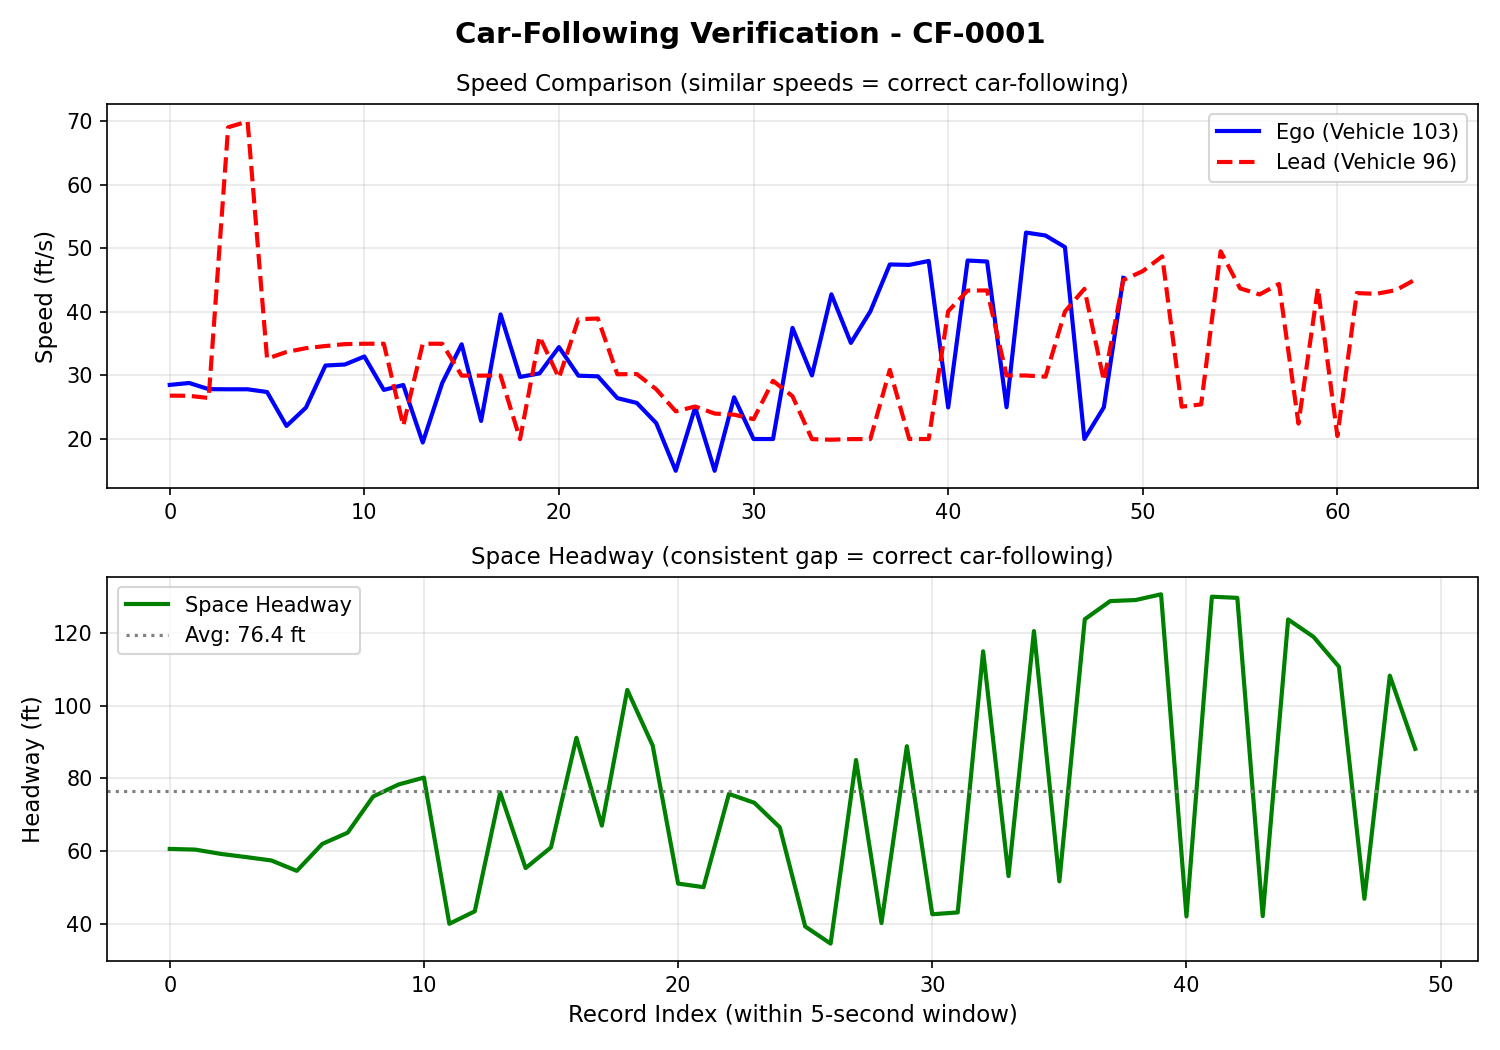 Car-Following Verification - CF-0001
Speed Comparison (similar speeds = correct car-following)
70
60
50
40
30
20
Speed (ft/s)
Ego (Vehicle 103)
Lead (Vehicle 96)
0 10 20 30 40 50 60
Space Headway (consistent gap = correct car-following)
Space Headway
Avg: 76.4 ft
120
100
80
60
40
Headway (ft)
0 10 20 30 40 50
Record Index (within 5-second window)